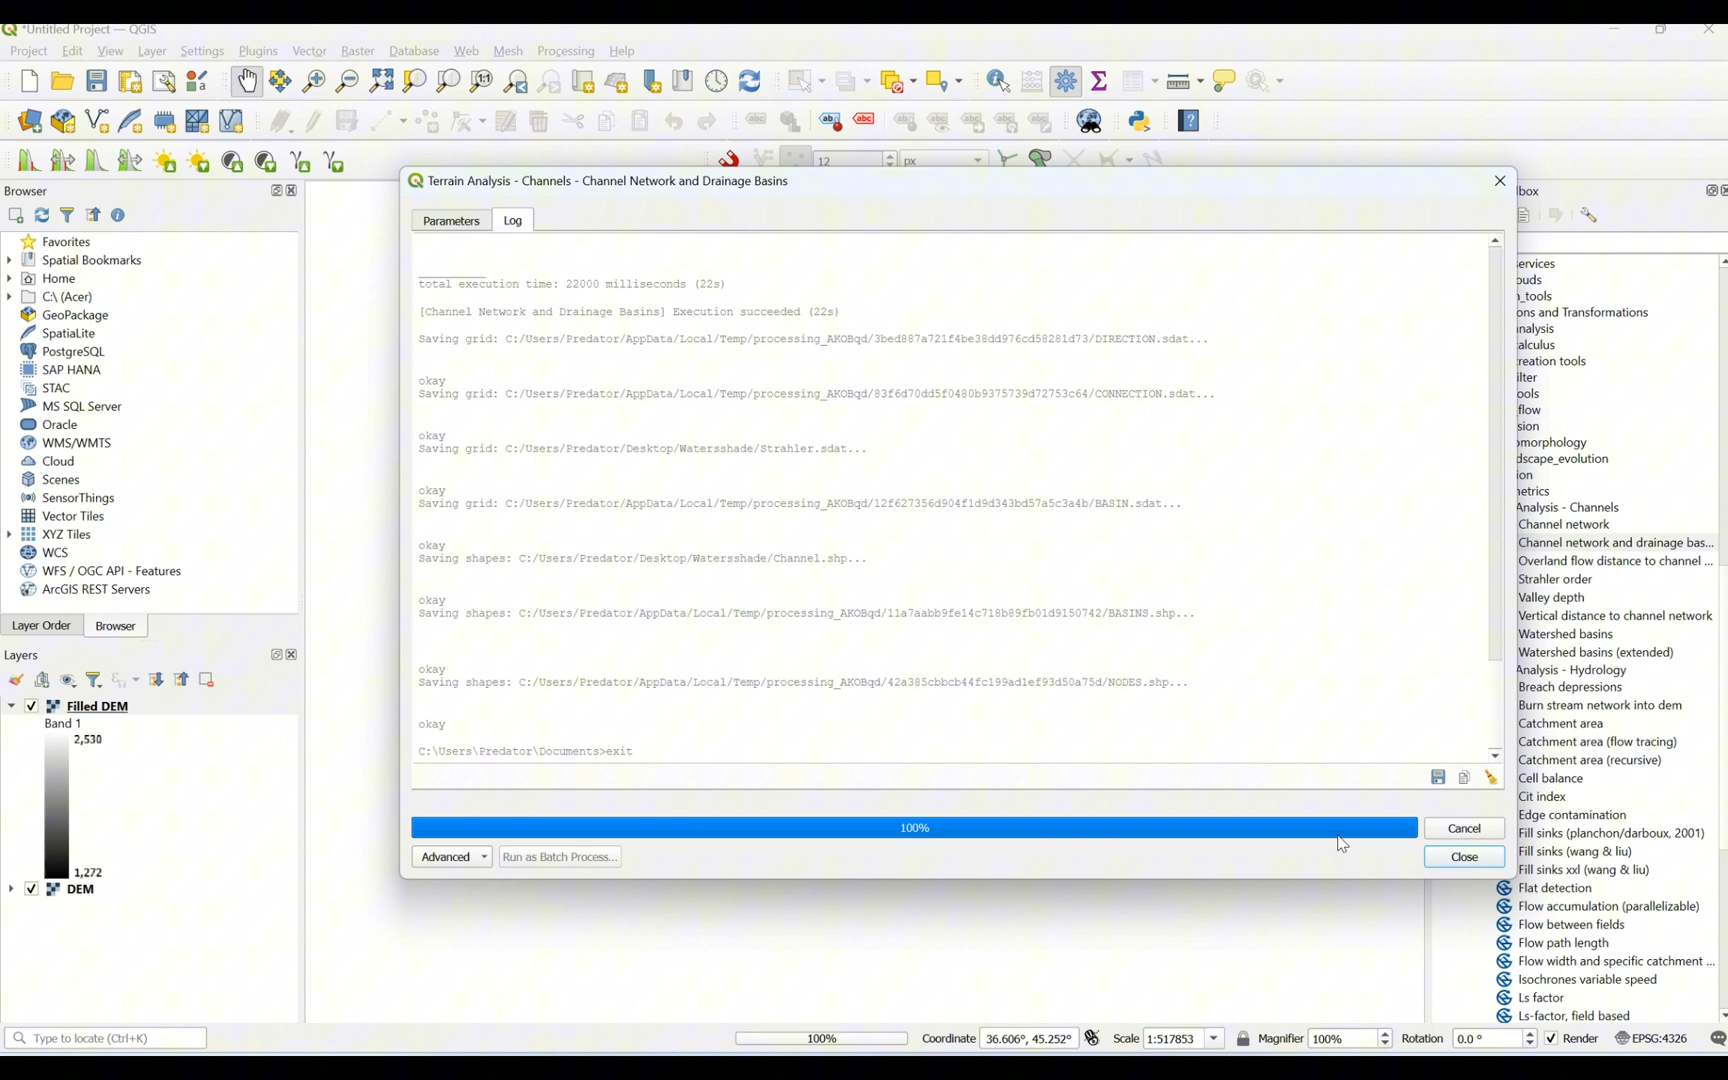 *Untitled Project — QGIS
Project Edit View Layer Settings Plugins Vector Raster Database Web Mesh Processing Help
12 px
Browser
Favorites
Spatial Bookmarks
Home
C:\ (Acer)
GeoPackage
SpatiaLite
PostgreSQL
SAP HANA
STAC
MS SQL Server
Oracle
WMS/WMTS
Cloud
Scenes
SensorThings
Vector Tiles
XYZ Tiles
WCS
WFS / OGC API - Features
ArcGIS REST Servers
Layer Order Browser
Layers
Filled DEM
Band 1
2,530
1,272
DEM
Terrain Analysis - Channels - Channel Network and Drainage Basins
Parameters Log
total execution time: 22000 milliseconds (22s)
[Channel Network and Drainage Basins] Execution succeeded (22s)
Saving grid: C:/Users/Predator/AppData/Local/Temp/processing_AKOBqd/3bed887a721f4be38dd976cd58281d73/DIRECTION.sdat...
okay
Saving grid: C:/Users/Predator/AppData/Local/Temp/processing_AKOBqd/83f6d70dd5f0480b9375739d72753c64/CONNECTION.sdat...
okay
Saving grid: C:/Users/Predator/Desktop/Watersshade/Strahler.sdat...
okay
Saving grid: C:/Users/Predator/AppData/Local/Temp/processing_AKOBqd/12f627356d904f1d9d343bd57a5c3a4b/BASIN.sdat...
okay
Saving shapes: C:/Users/Predator/Desktop/Watersshade/Channel.shp...
okay
Saving shapes: C:/Users/Predator/AppData/Local/Temp/processing_AKOBqd/11a7aabb9fe14c718b89fb01d9150742/BASINS.shp...
okay
Saving shapes: C:/Users/Predator/AppData/Local/Temp/processing_AKOBqd/42a385cbbcb44fc199ad1ef93d50a75d/NODES.shp...
okay
C:\Users\Predator\Documents>exit
100% Cancel
Advanced Run as Batch Process... Close
lbox
ervices
ouds
n_tools
ons and Transformations
nalysis
alculus
reation tools
ilter
ools
flow
sion
omorphology
dscape_evolution
ion
netrics
Analysis - Channels
Channel network
Channel network and drainage bas...
Overland flow distance to channel ...
Strahler order
Valley depth
Vertical distance to channel network
Watershed basins
Watershed basins (extended)
Analysis - Hydrology
Breach depressions
Burn stream network into dem
Catchment area
Catchment area (flow tracing)
Catchment area (recursive)
Cell balance
Cit index
Edge contamination
Fill sinks (planchon/darboux, 2001)
Fill sinks (wang & liu)
Fill sinks xxl (wang & liu)
Flat detection
Flow accumulation (parallelizable)
Flow between fields
Flow path length
Flow width and specific catchment ...
Isochrones variable speed
Ls factor
Ls-factor, field based
Type to locate (Ctrl+K) 100% Coordinate 36.606°, 45.252° Scale 1:517853 Magnifier 100% Rotation 0.0 ° Render EPSG:4326